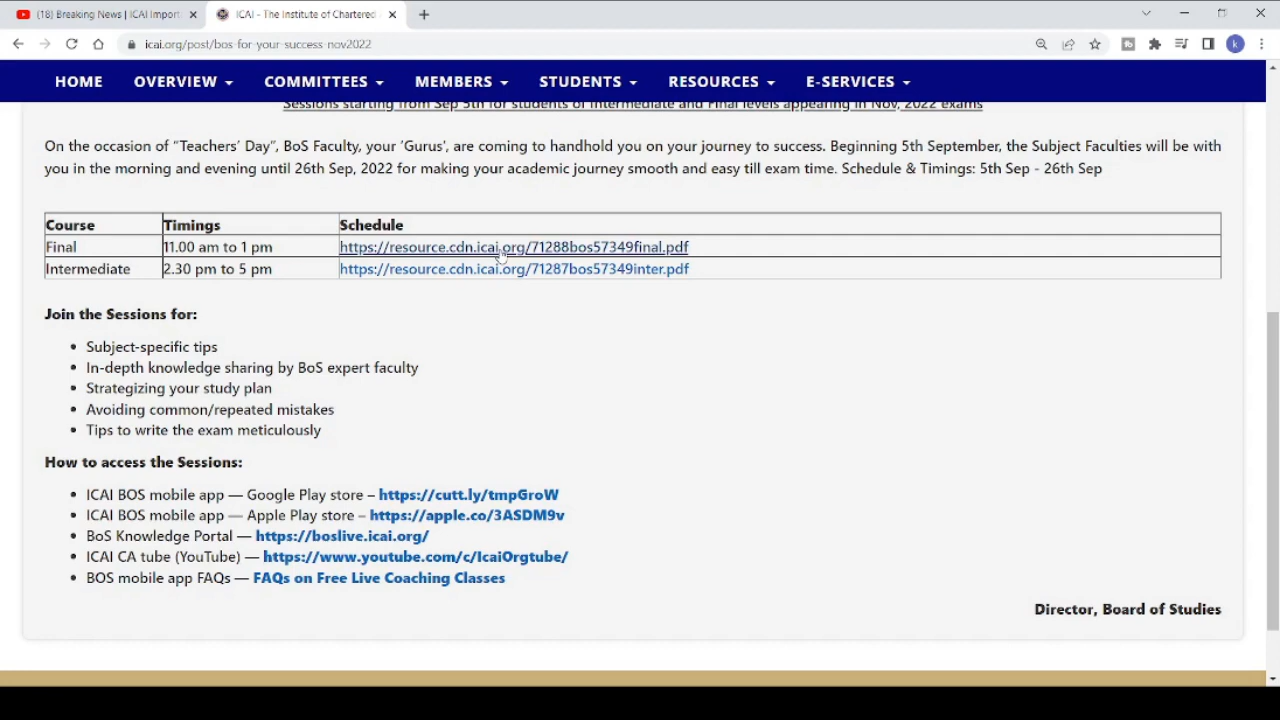 (18) Breaking News | ICAI Import
ICAI - The Institute of Chartered
icai.org/post/bos-for-your-success-nov2022
k
HOME OVERVIEW COMMITTEES MEMBERS STUDENTS RESOURCES E-SERVICES
Sessions starting from Sep 5th for students of Intermediate and Final levels appearing in Nov, 2022 exams
On the occasion of “Teachers’ Day”, BoS Faculty, your ‘Gurus’, are coming to handhold you on your journey to success. Beginning 5th September, the Subject Faculties will be with
you in the morning and evening until 26th Sep, 2022 for making your academic journey smooth and easy till exam time. Schedule & Timings: 5th Sep - 26th Sep
Course Timings Schedule
Final 11.00 am to 1 pm https://resource.cdn.icai.org/71288bos57349final.pdf
Intermediate 2.30 pm to 5 pm https://resource.cdn.icai.org/71287bos57349inter.pdf
Join the Sessions for:
• Subject-specific tips
• In-depth knowledge sharing by BoS expert faculty
• Strategizing your study plan
• Avoiding common/repeated mistakes
• Tips to write the exam meticulously
How to access the Sessions:
• ICAI BOS mobile app — Google Play store – https://cutt.ly/tmpGroW
• ICAI BOS mobile app — Apple Play store – https://apple.co/3ASDM9v
• BoS Knowledge Portal — https://boslive.icai.org/
• ICAI CA tube (YouTube) — https://www.youtube.com/c/IcaiOrgtube/
• BOS mobile app FAQs — FAQs on Free Live Coaching Classes
Director, Board of Studies